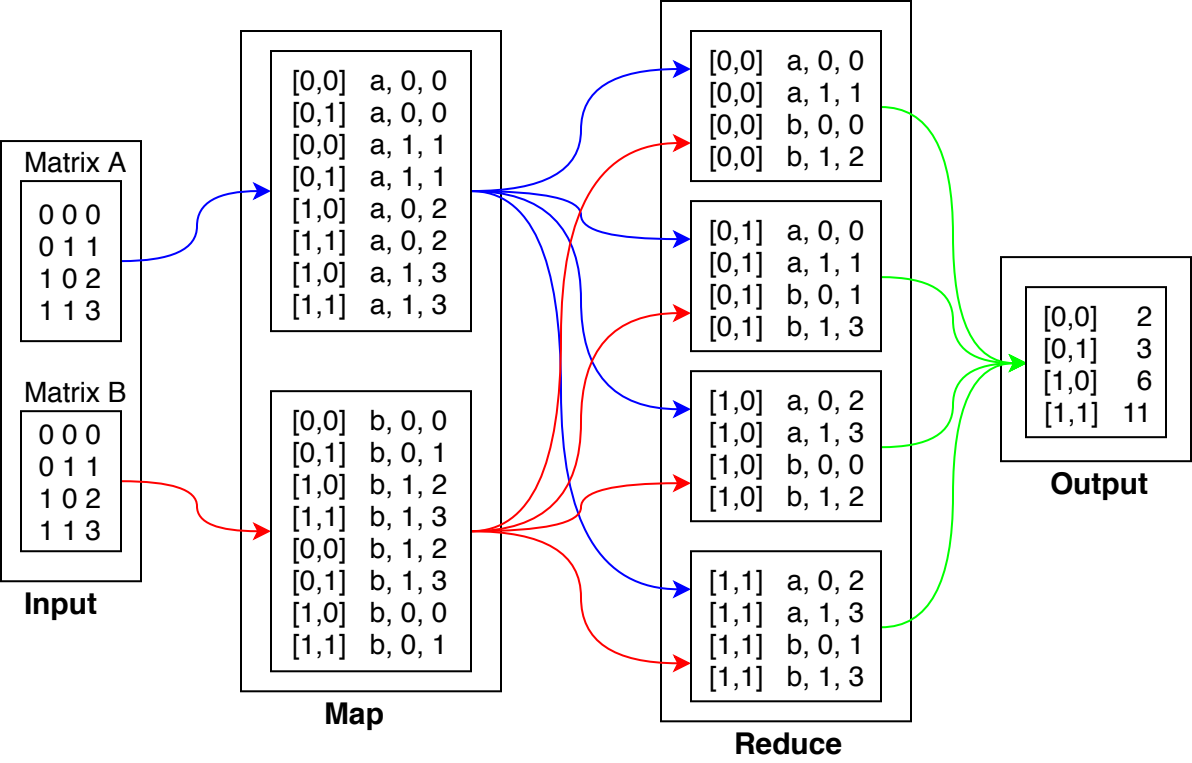 Matrix A
0 0 0
0 1 1
1 0 2
1 1 3
Matrix B
0 0 0
0 1 1
1 0 2
1 1 3
Input
[0,0] a, 0, 0
[0,1] a, 0, 0
[0,0] a, 1, 1
[0,1] a, 1, 1
[1,0] a, 0, 2
[1,1] a, 0, 2
[1,0] a, 1, 3
[1,1] a, 1, 3
[0,0] b, 0, 0
[0,1] b, 0, 1
[1,0] b, 1, 2
[1,1] b, 1, 3
[0,0] b, 1, 2
[0,1] b, 1, 3
[1,0] b, 0, 0
[1,1] b, 0, 1
Map
[0,0] a, 0, 0
[0,0] a, 1, 1
[0,0] b, 0, 0
[0,0] b, 1, 2
[0,1] a, 0, 0
[0,1] a, 1, 1
[0,1] b, 0, 1
[0,1] b, 1, 3
[1,0] a, 0, 2
[1,0] a, 1, 3
[1,0] b, 0, 0
[1,0] b, 1, 2
[1,1] a, 0, 2
[1,1] a, 1, 3
[1,1] b, 0, 1
[1,1] b, 1, 3
Reduce
[0,0] 2
[0,1] 3
[1,0] 6
[1,1] 11
Output